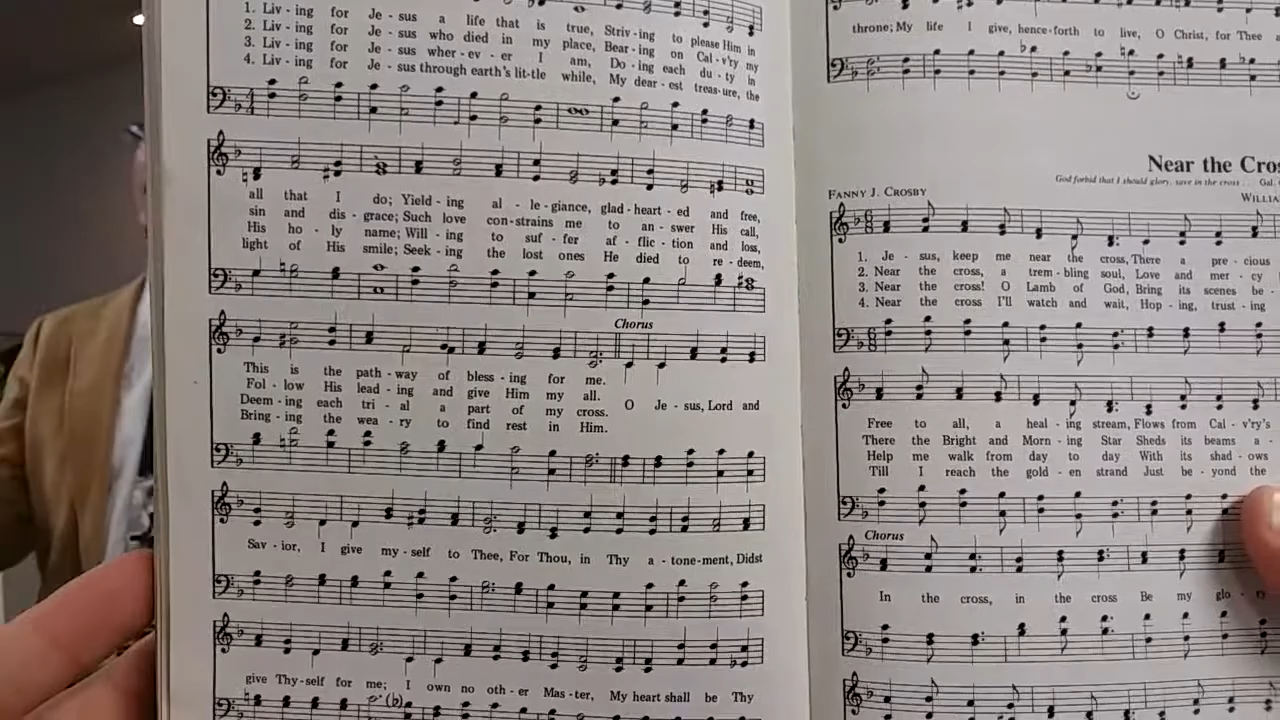 1. Liv - ing for Je - sus a life that is true, Striv - ing to please Him in
2. Liv - ing for Je - sus who died in my place, Bear - ing on Cal - v'ry my
3. Liv - ing for Je - sus wher - ev - er I am, Do - ing each du - ty in
4. Liv - ing for Je - sus through earth's lit - tle while, My dear - est treas - ure, the
all that I do; Yield - ing al - le - giance, glad - heart - ed and free,
sin and dis - grace; Such love con - strains me to an - swer His call,
His ho - ly name; Will - ing to suf - fer af - flic - tion and loss,
light of His smile; Seek - ing the lost ones He died to re - deem,
Chorus
This is the path - way of bless - ing for me.
Fol - low His lead - ing and give Him my all.
Deem - ing each tri - al a part of my cross. O Je - sus, Lord and
Bring - ing the wea - ry to find rest in Him.
Sav - ior, I give my - self to Thee, For Thou, in Thy a - tone - ment, Didst
give Thy - self for me; I own no oth - er Mas - ter, My heart shall be Thy
throne; My life I give, hence - forth to live, O Christ, for Thee a
Near the Cro
God forbid that I should glory, save in the cross . . . Gal.
FANNY J. CROSBY
WILLIA
1. Je - sus, keep me near the cross, There a pre - cious
2. Near the cross, a trem - bling soul, Love and mer - cy
3. Near the cross! O Lamb of God, Bring its scenes be -
4. Near the cross I'll watch and wait, Hop - ing, trust - ing
Free to all, a heal - ing stream, Flows from Cal - v'ry's
There the Bright and Morn - ing Star Sheds its beams a -
Help me walk from day to day With its shad - ows
Till I reach the gold - en strand Just be - yond the
Chorus
In the cross, in the cross Be my glo -